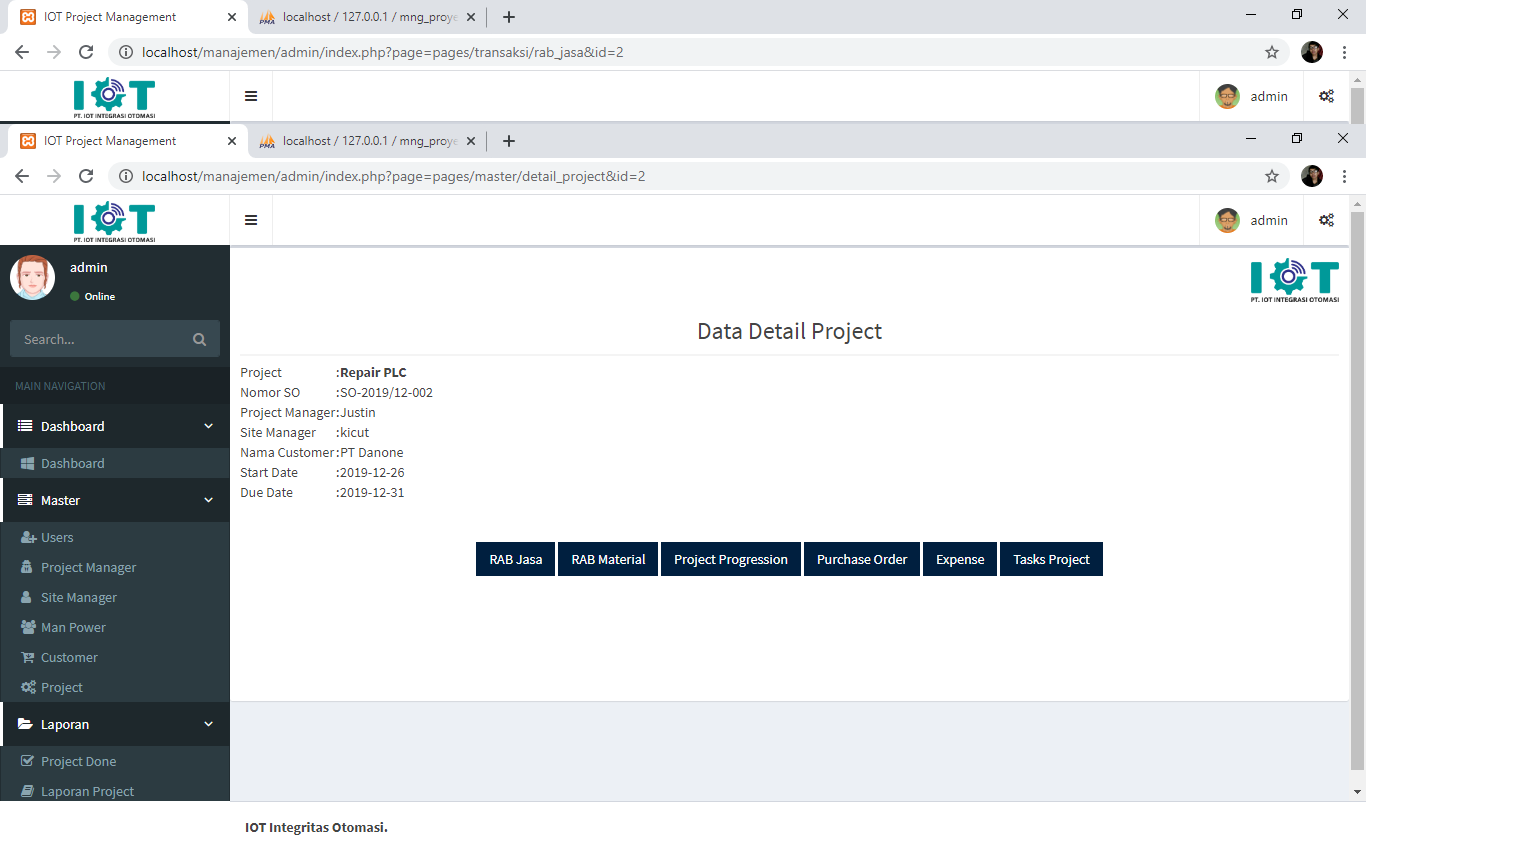 IOT Project Management
localhost / 127.0.0.1 / mng_proye
localhost/manajemen/admin/index.php?page=pages/transaksi/rab_jasa&id=2
IOT
PT. IOT INTEGRASI OTOMASI
admin
IOT Project Management
localhost / 127.0.0.1 / mng_proye
localhost/manajemen/admin/index.php?page=pages/master/detail_project&id=2
IOT
PT. IOT INTEGRASI OTOMASI
admin
admin
Online
Search...
MAIN NAVIGATION
Dashboard
Dashboard
Master
Users
Project Manager
Site Manager
Man Power
Customer
Project
Laporan
Project Done
Laporan Project
IOT
PT. IOT INTEGRASI OTOMASI
Data Detail Project
Project :Repair PLC
Nomor SO :SO-2019/12-002
Project Manager:Justin
Site Manager :kicut
Nama Customer:PT Danone
Start Date :2019-12-26
Due Date :2019-12-31
RAB Jasa RAB Material Project Progression Purchase Order Expense Tasks Project
IOT Integritas Otomasi.